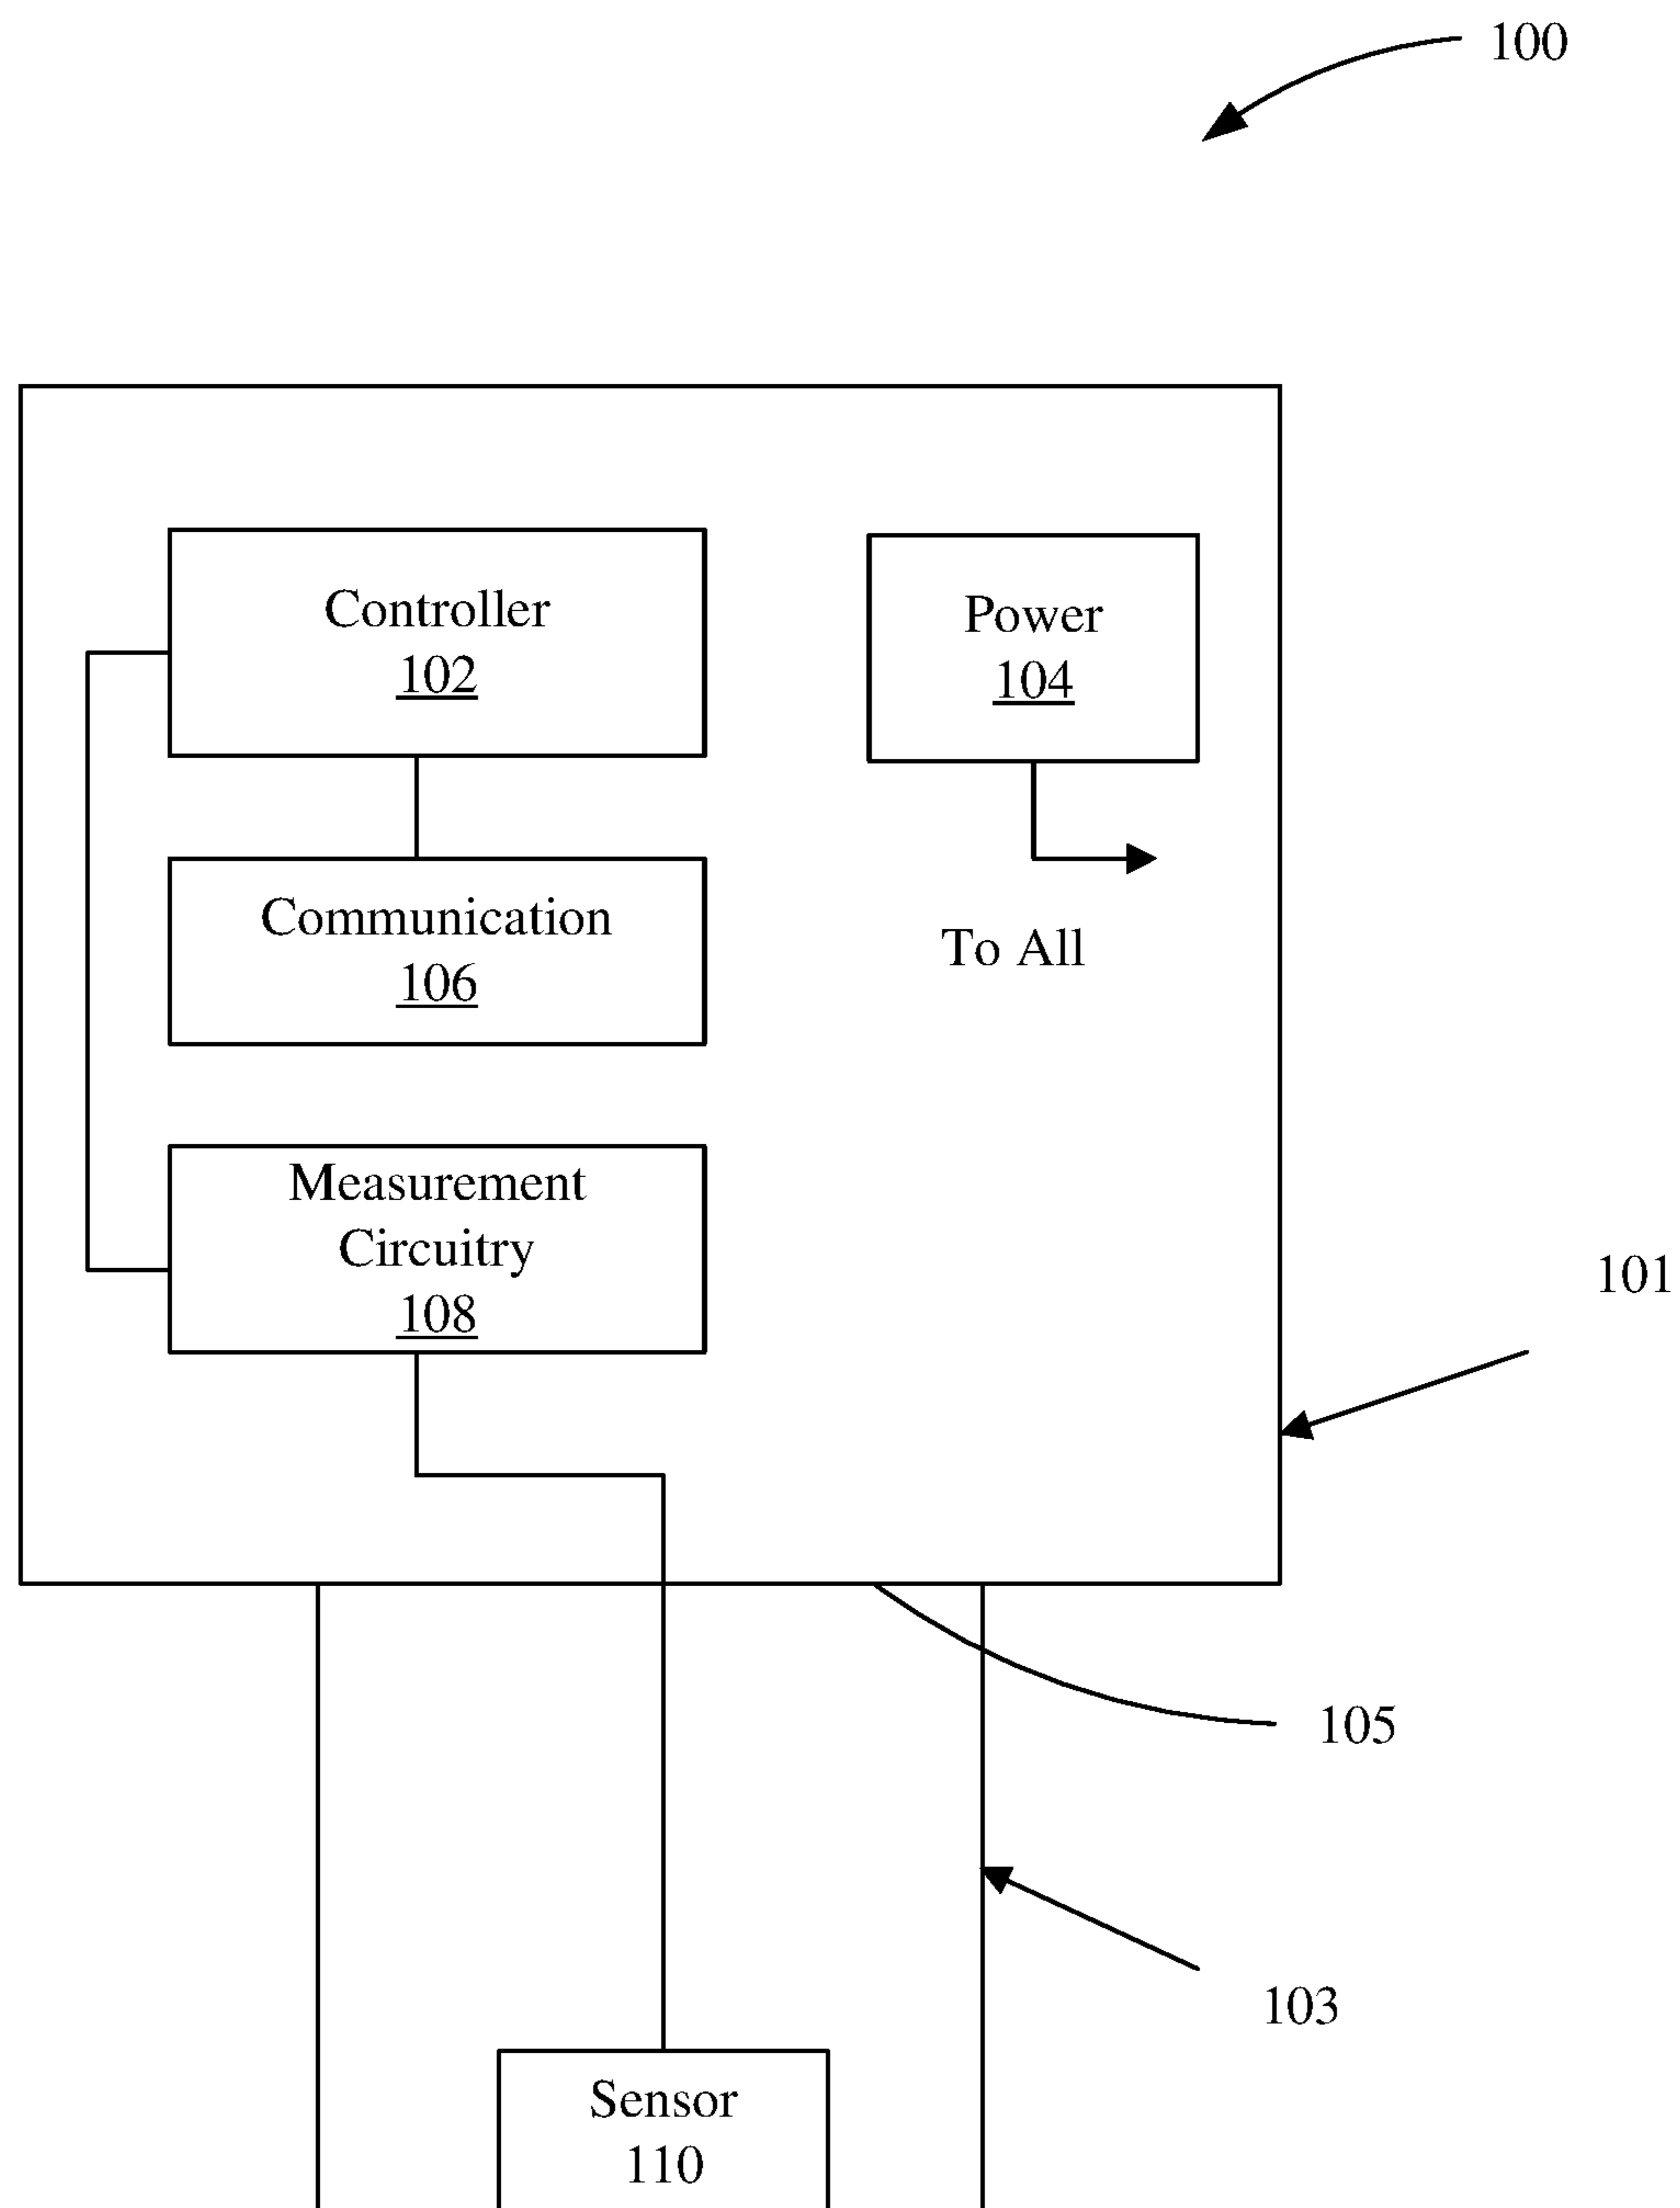 100
Controller
102
Power
104
Communication
106
To All
Measurement
Circuitry
108
101
105
103
Sensor
110